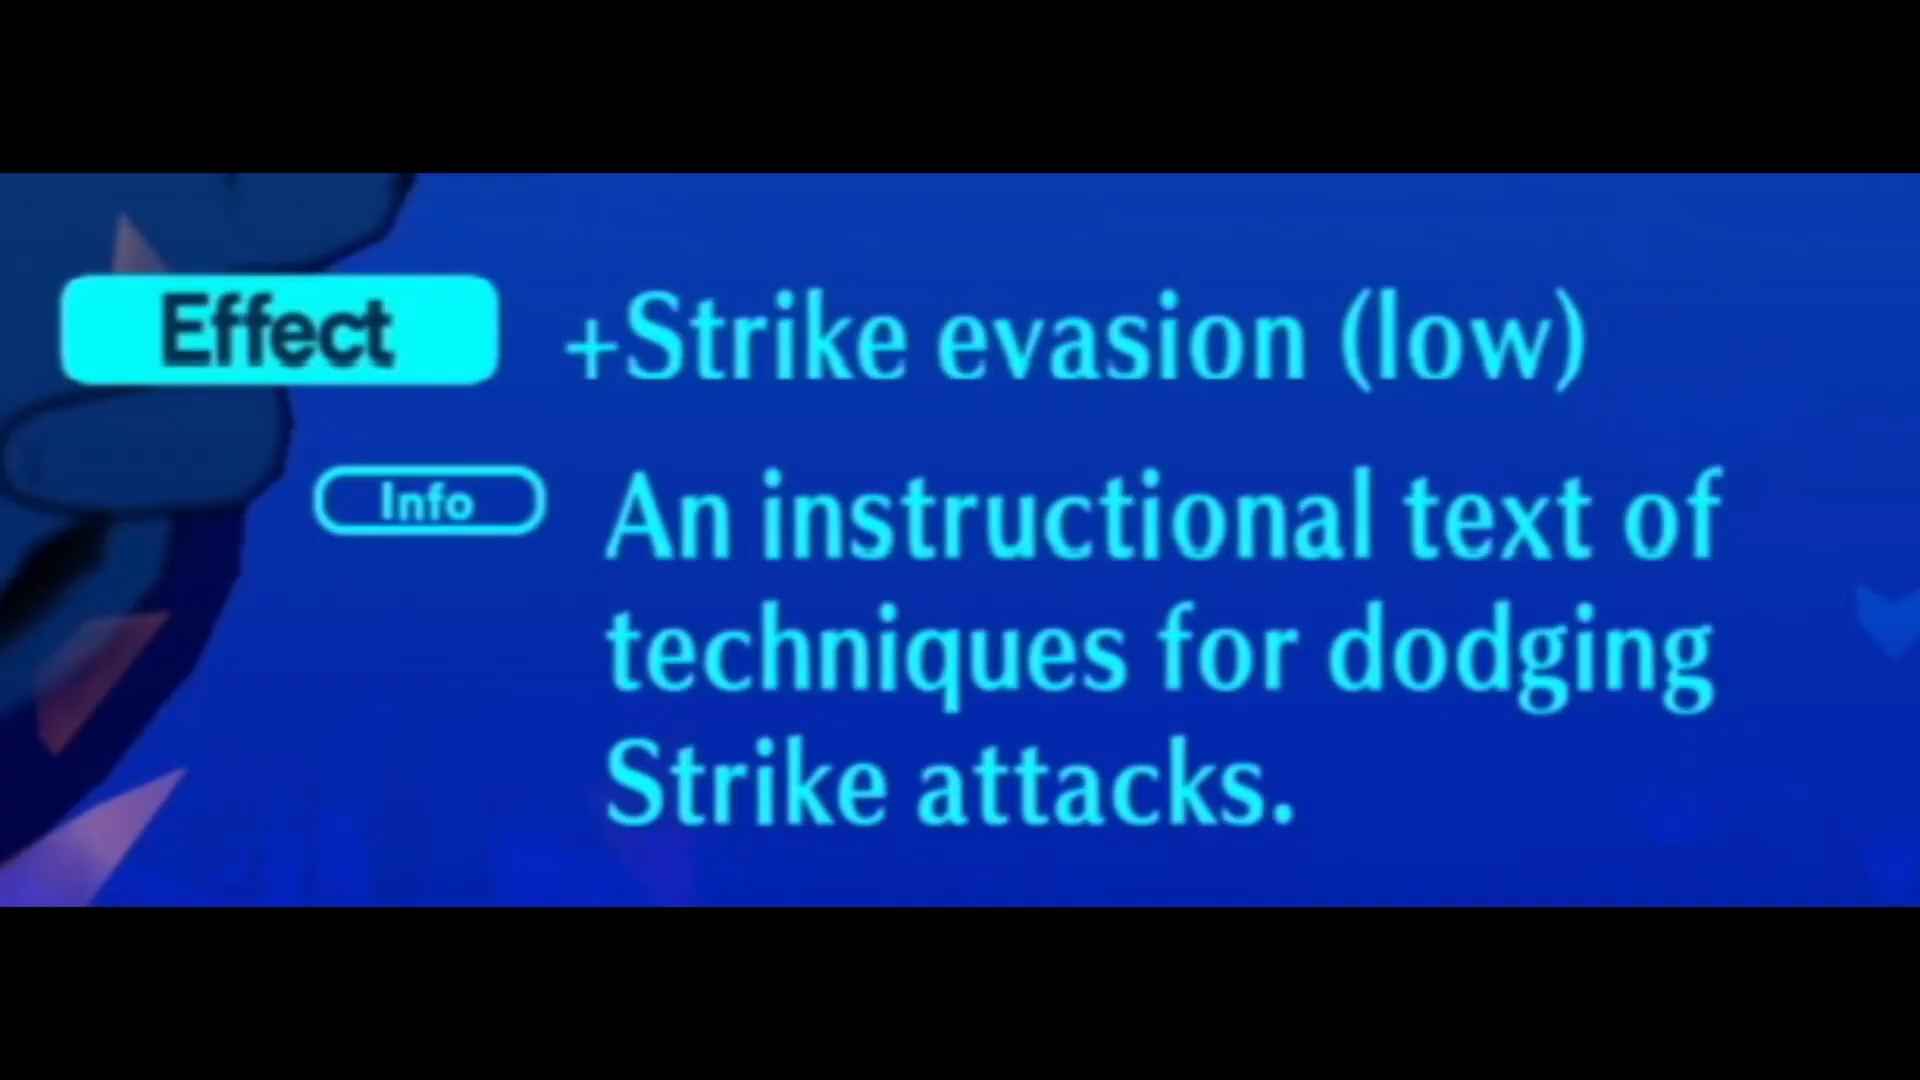 Effect +Strike evasion (low)
Info An instructional text of
techniques for dodging
Strike attacks.